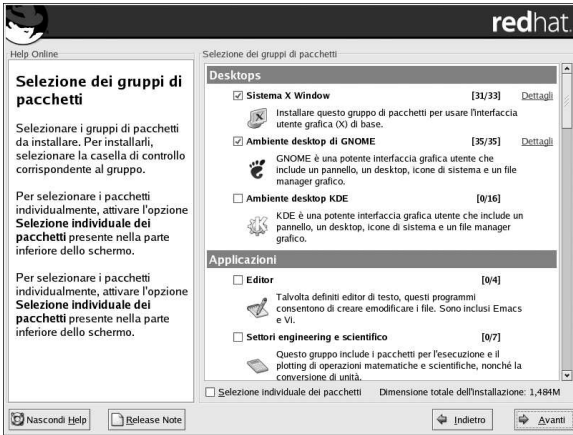 redhat.
Help Online
Selezione dei gruppi di
pacchetti
Selezionare i gruppi di pacchetti
da installare. Per installarli,
selezionare la casella di controllo
corrispondente al gruppo.
Per selezionare i pacchetti
individualmente, attivare l'opzione
Selezione individuale dei
pacchetti presente nella parte
inferiore dello schermo.
Per selezionare i pacchetti
individualmente, attivare l'opzione
Selezione individuale dei
pacchetti presente nella parte
inferiore dello schermo.
Selezione dei gruppi di pacchetti
Desktops
Sistema X Window [31/33] Dettagli
Installare questo gruppo di pacchetti per usare l'interfaccia
utente grafica (X) di base.
Ambiente desktop di GNOME [35/35] Dettagli
GNOME è una potente interfaccia grafica utente che
include un pannello, un desktop, icone di sistema e un file
manager grafico.
Ambiente desktop KDE [0/16]
KDE è una potente interfaccia grafica utente che include un
pannello, un desktop, icone di sistema e un file manager
grafico.
Applicazioni
Editor [0/4]
Talvolta definiti editor di testo, questi programmi
consentono di creare emodificare i file. Sono inclusi Emacs
e Vi.
Settori engineering e scientifico [0/7]
Questo gruppo include i pacchetti per l'esecuzione e il
plotting di operazioni matematiche e scientifiche, nonché la
conversione di unità.
Selezione individuale dei pacchetti Dimensione totale dell'installazione: 1,484M
Nascondi Help Release Note Indietro Avanti